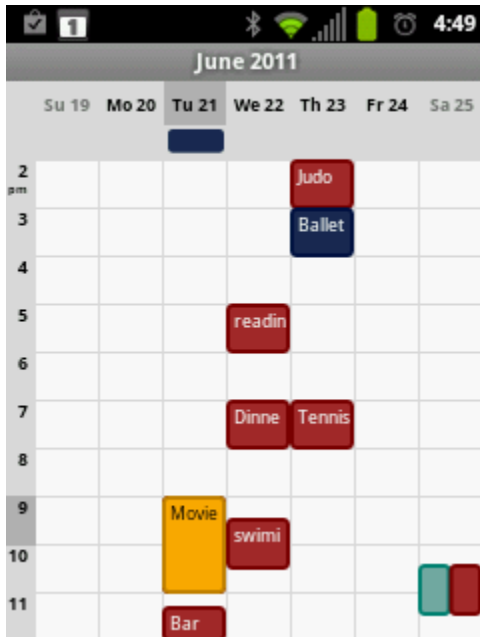 1 4:49
June 2011
Su 19 Mo 20 Tu 21 We 22 Th 23 Fr 24 Sa 25
2 Judo
pm
3 Ballet
4
5 readin
6
7 Dinne Tennis
8
9 Movie
swimi
10
11
Bar